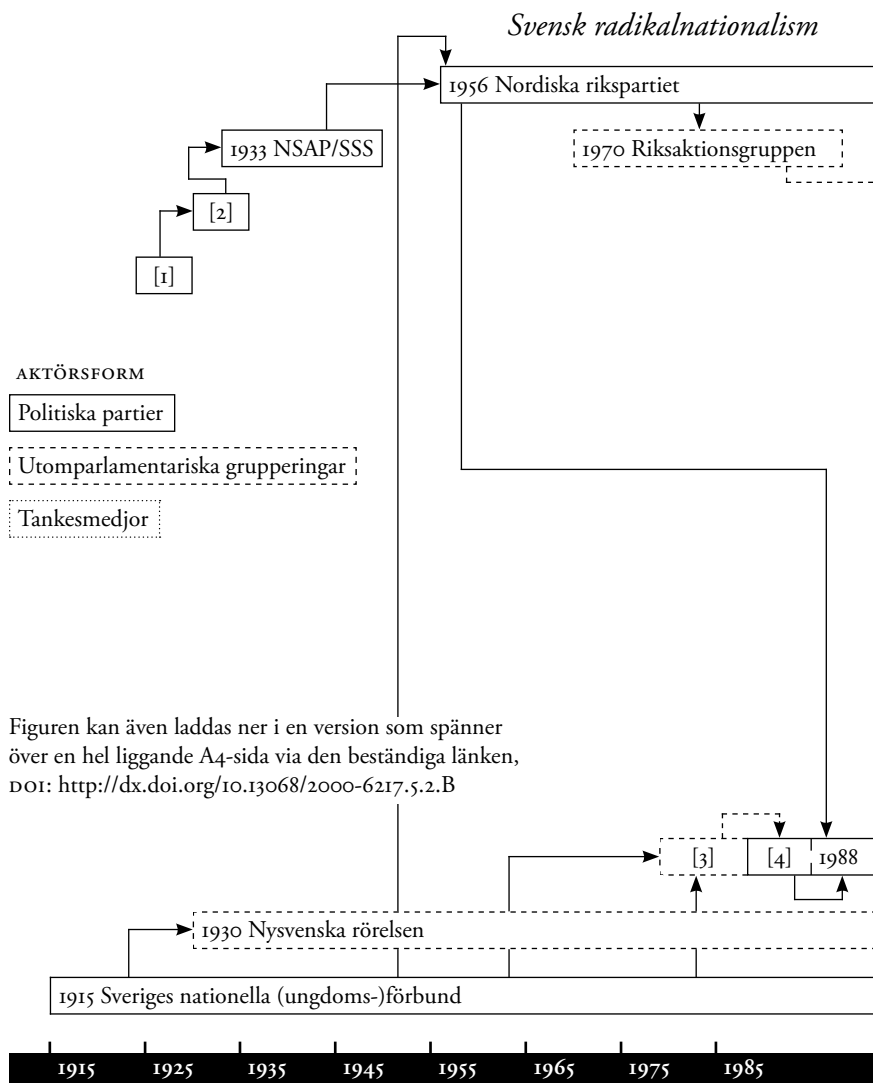 Svensk radikalnationalism
1956 Nordiska rikspartiet
1933 NSAP/SSS
1970 Riksaktionsgruppen
[2]
[1]
AKTÖRSFORM
Politiska partier
Utomparlamentariska grupperingar
Tankesmedjor
Figuren kan även laddas ner i en version som spänner
över en hel liggande A4-sida via den beständiga länken,
DOI: http://dx.doi.org/10.13068/2000-6217.5.2.B
[3] [4] 1988
1930 Nysvenska rörelsen
1915 Sveriges nationella (ungdoms-)förbund
1915 1925 1935 1945 1955 1965 1975 1985